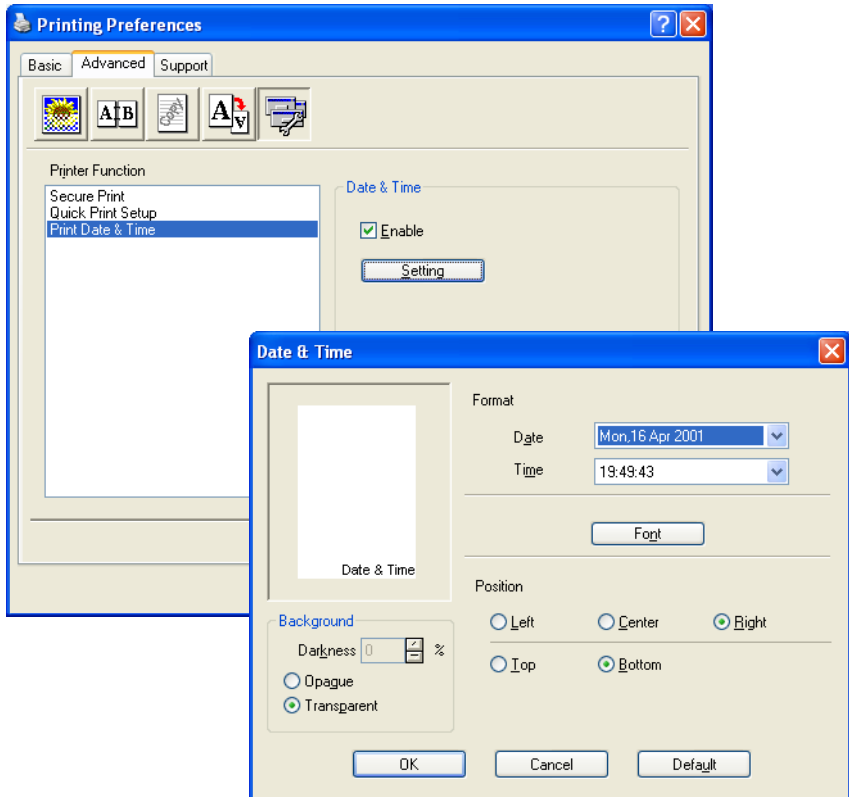 Printing Preferences
?
Basic Advanced Support
A B A A
Printer Function
Secure Print
Quick Print Setup
Print Date & Time
Date & Time
Enable
Setting
Date & Time
Date & Time
Format
Date Mon,16 Apr 2001
Time 19:49:43
Font
Position
Left Center Right
Top Bottom
Background
Darkness 0 %
Opague
Transparent
OK Cancel Default